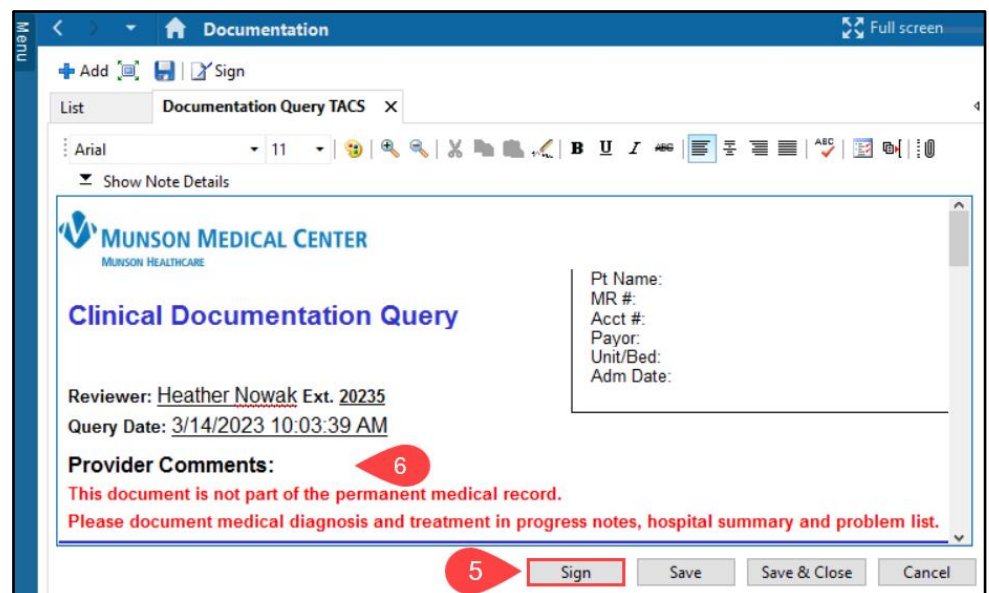 Menu
Documentation
Full screen
Add
Sign
List
Documentation Query TACS X
Arial
11
B U I ABC
ABC
Show Note Details
MUNSON MEDICAL CENTER
MUNSON HEALTHCARE
Clinical Documentation Query
Pt Name:
MR #:
Acct #:
Payor:
Unit/Bed:
Adm Date:
Reviewer: Heather Nowak Ext. 20235
Query Date: 3/14/2023 10:03:39 AM
Provider Comments:
6
This document is not part of the permanent medical record.
Please document medical diagnosis and treatment in progress notes, hospital summary and problem list.
5
Sign
Save
Save & Close
Cancel